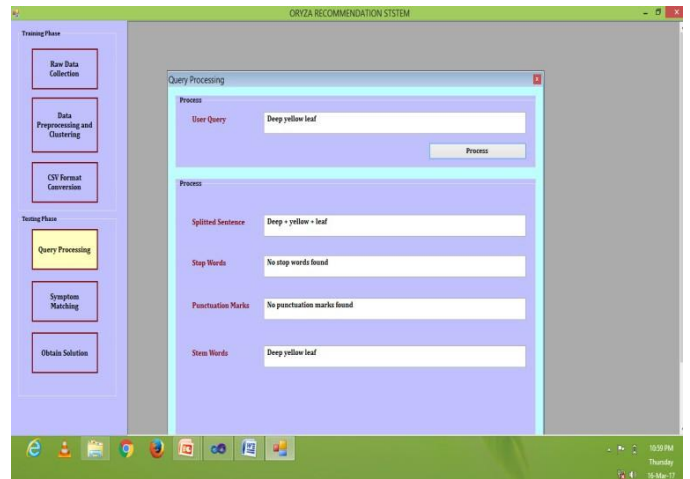 ORYZA RECOMMENDATION STSTEM
Training Phase
Raw Data
Collection
Data
Preprocessing and
Clustering
CSV Format
Conversion
Testing Phase
Query Processing
Symptom
Matching
Obtain Solution
Query Processing
Process
User Query
Deep yellow leaf
Process
Process
Splitted Sentence
Deep + yellow + leaf
Stop Words
No stop words found
Punctuation Marks
No punctuation marks found
Stem Words
Deep yellow leaf
10:59 PM
Thursday
16-Mar-17